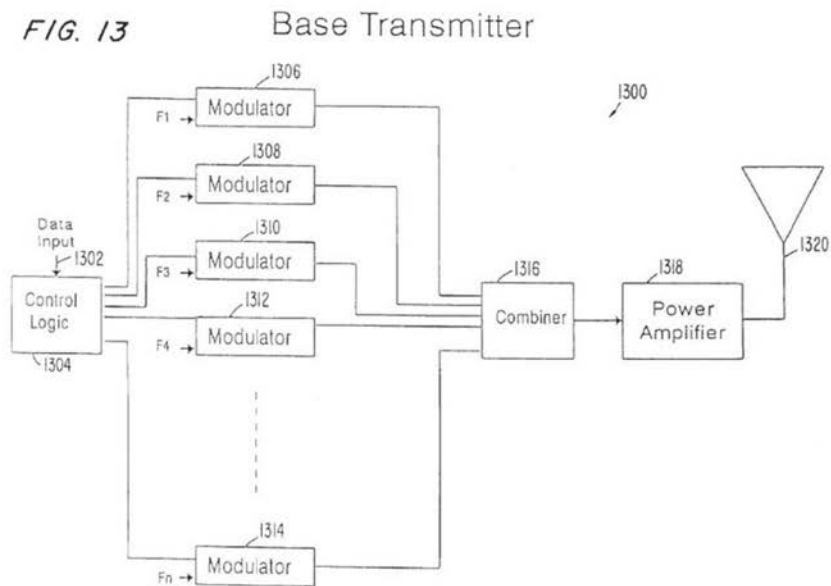 FIG. 13
Base Transmitter
1306
Modulator
F1
1300
1308
Modulator
F2
Data
Input
1302
1310
Modulator
F3
1320
1316
1318
Control
Logic
1312
Modulator
F4
Combiner
Power
Amplifier
1304
1314
Modulator
Fn